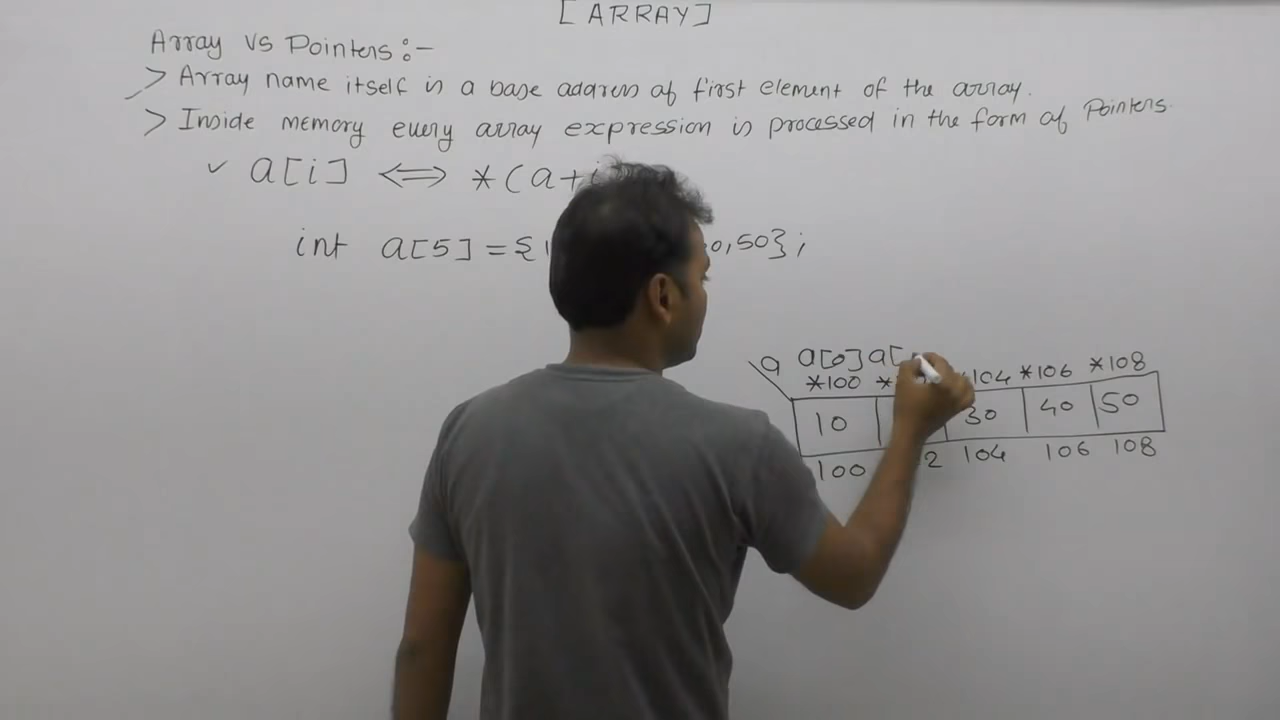 [ARRAY]
Array vs Pointers:-
> Array name itself is a base address of first element of the array.
> Inside memory every array expression is processed in the form of Pointers.
✓ a[i] ⟺ *(a+i
int a[5] = { 0,50};
a a[0] a[
*100 * 104 *106 *108
10 30 40 50
100 2 104 106 108